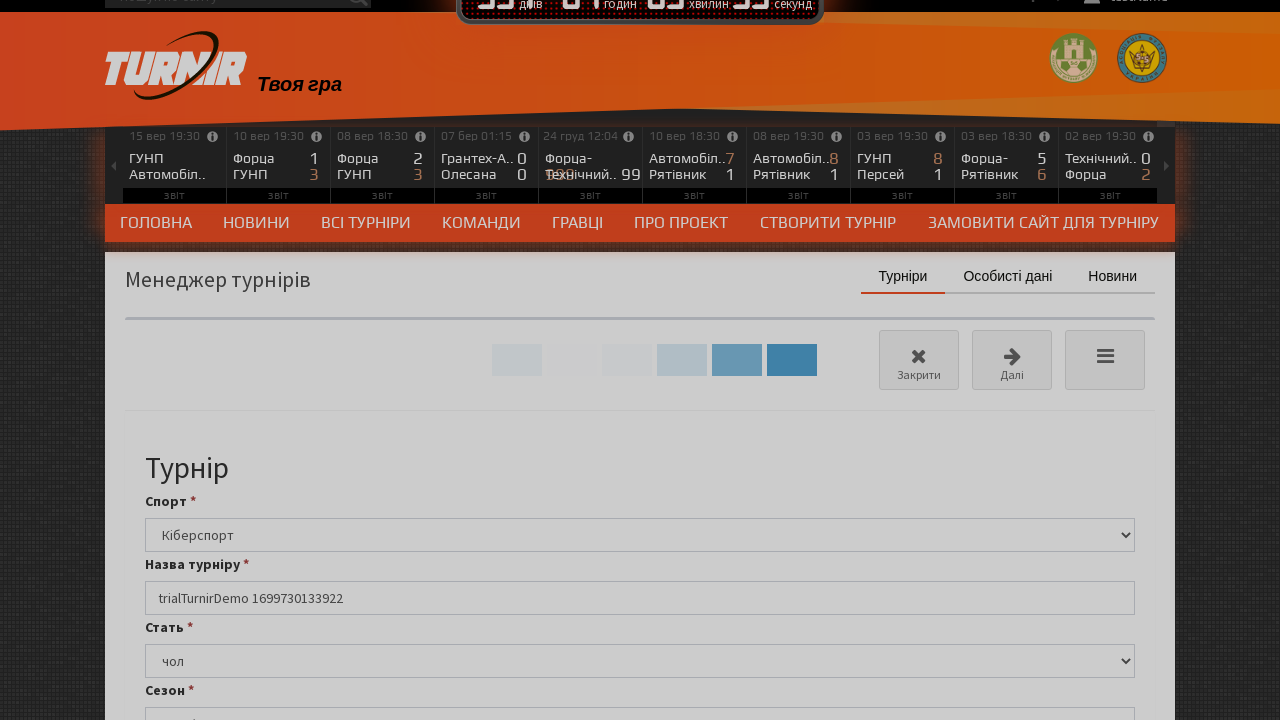 днів годин хвилин секунд
TURNIR Твоя гра
15 вер 19:30 10 вер 19:30 08 вер 18:30 07 бер 01:15 24 груд 12:04 10 вер 18:30 08 вер 19:30 03 вер 19:30 03 вер 18:30 02 вер 19:30
ГУНП Форца 1 Форца 2 Грантех-А.. 0 Форца- Автомобіл.. 7 Автомобіл.. 8 ГУНП 8 Форца- 5 Технічний.. 0
Автомобіл.. ГУНП 3 ГУНП 3 Олесана 0 Технічний.. 99 Рятівник 1 Рятівник 1 Персей 1 Рятівник 6 Форца 2
звіт звіт звіт звіт звіт звіт звіт звіт звіт звіт
ГОЛОВНА НОВИНИ ВСІ ТУРНІРИ КОМАНДИ ГРАВЦІ ПРО ПРОЕКТ СТВОРИТИ ТУРНІР ЗАМОВИТИ САЙТ ДЛЯ ТУРНІРУ
Менеджер турнірів Турніри Особисті дані Новини
Закрити Далі
Турнір
Спорт *
Кіберспорт
Назва турніру *
trialTurnirDemo 1699730133922
Стать *
чол
Сезон *